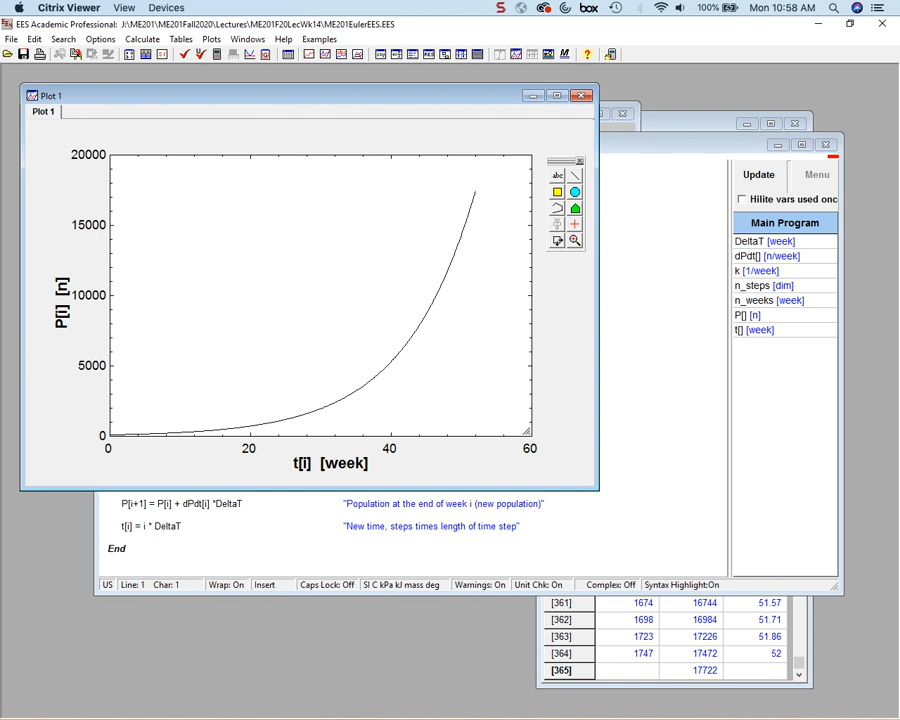 Citrix Viewer View Devices
S box 100% Mon 10:58 AM
EES Academic Professional: J:\ME201\ME201Fall2020\Lectures\ME201F20LecWk14\ME201EulerEES.EES
File Edit Search Options Calculate Tables Plots Windows Help Examples
Plot 1
Plot 1
20000
15000
10000
5000
0
P[i] [n]
0 20 40 60
t[i] [week]
abc
Update Menu
Hilite vars used onc
Main Program
DeltaT [week]
dPdt[] [n/week]
k [1/week]
n_steps [dim]
n_weeks [week]
P[] [n]
t[] [week]
P[i+1] = P[i] + dPdt[i] *DeltaT "Population at the end of week i (new population)"
t[i] = i * DeltaT "New time, steps times length of time step"
End
US Line: 1 Char: 1 Wrap: On Insert Caps Lock: Off SI C kPa kJ mass deg Warnings: On Unit Chk: On Complex: Off Syntax Highlight:On
[361] 1674 16744 51.57
[362] 1698 16984 51.71
[363] 1723 17226 51.86
[364] 1747 17472 52
[365] 17722